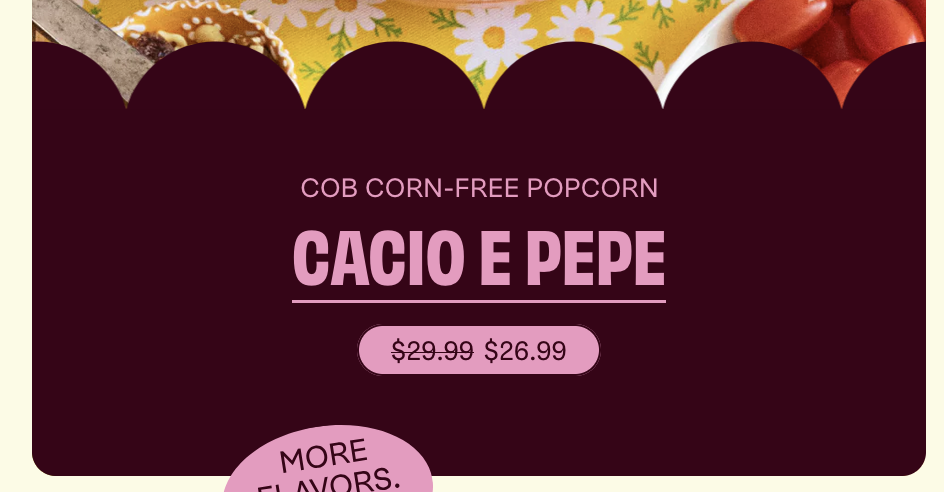 COB CORN-FREE POPCORN
CACIO E PEPE
$29.99 $26.99
MORE
FLAVORS.